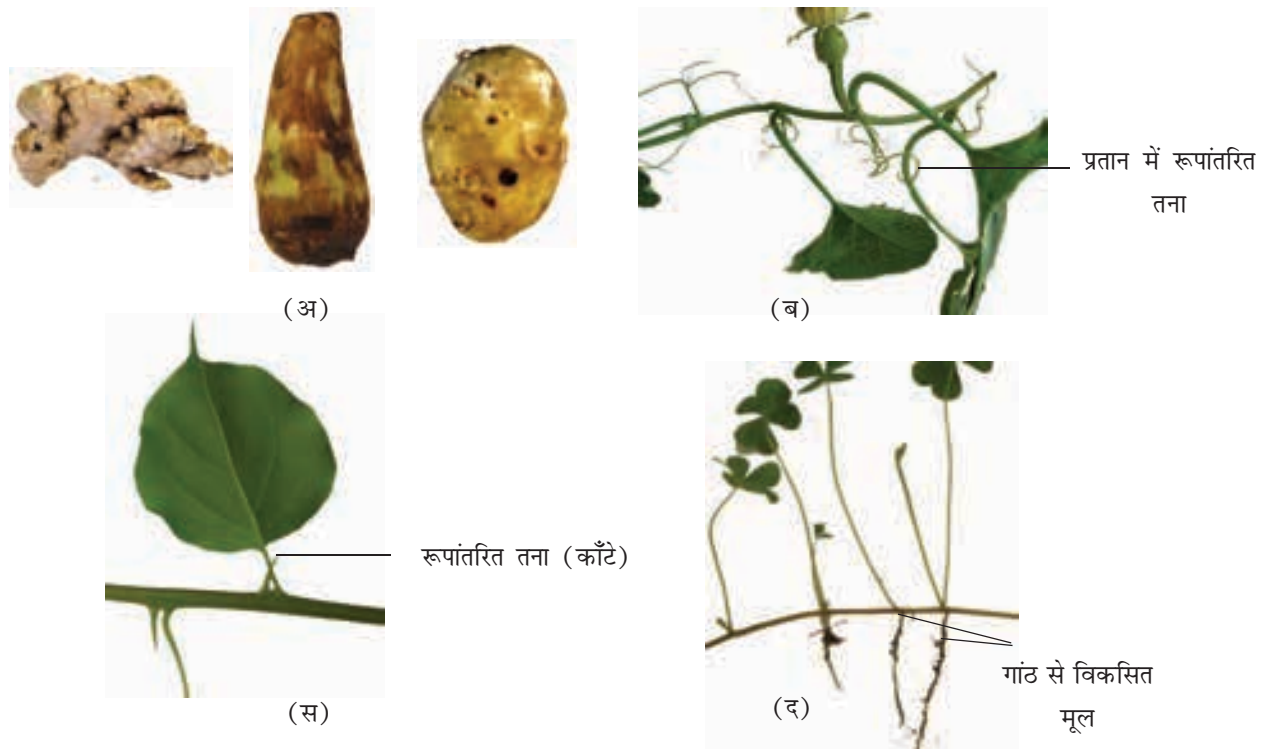 प्रतान में रूपांतरित
तना
(अ)
(ब)
रूपांतरित तना (काँटे)
गांठ से विकसित
मूल
(स)
(द)